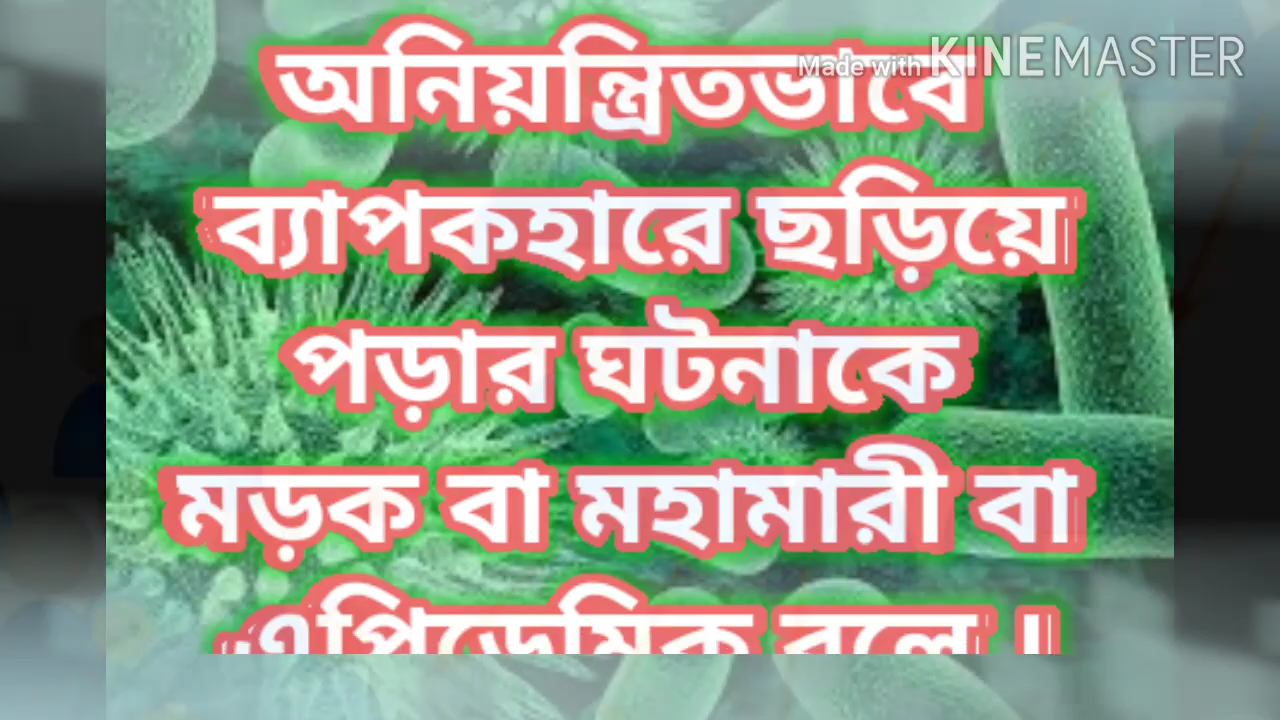 Made with KINEMASTER
অনিয়ন্ত্রিতভাবে
ব্যাপকহারে ছড়িয়ে
পড়ার ঘটনাকে
মড়ক বা মহামারী বা
এপিডেমিক বলে ।